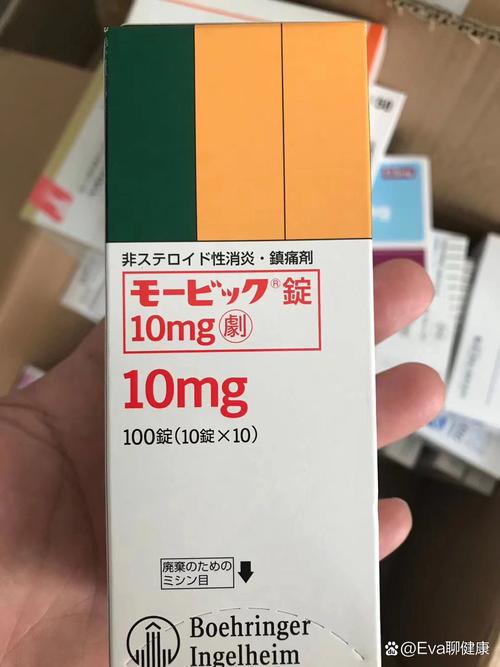 非ステロイド性消炎・鎮痛剤
モービック®錠
10mg 劇
10mg
100錠(10錠×10)
廃棄のための
ミシン目
Boehringer
Ingelheim
@Eva聊健康